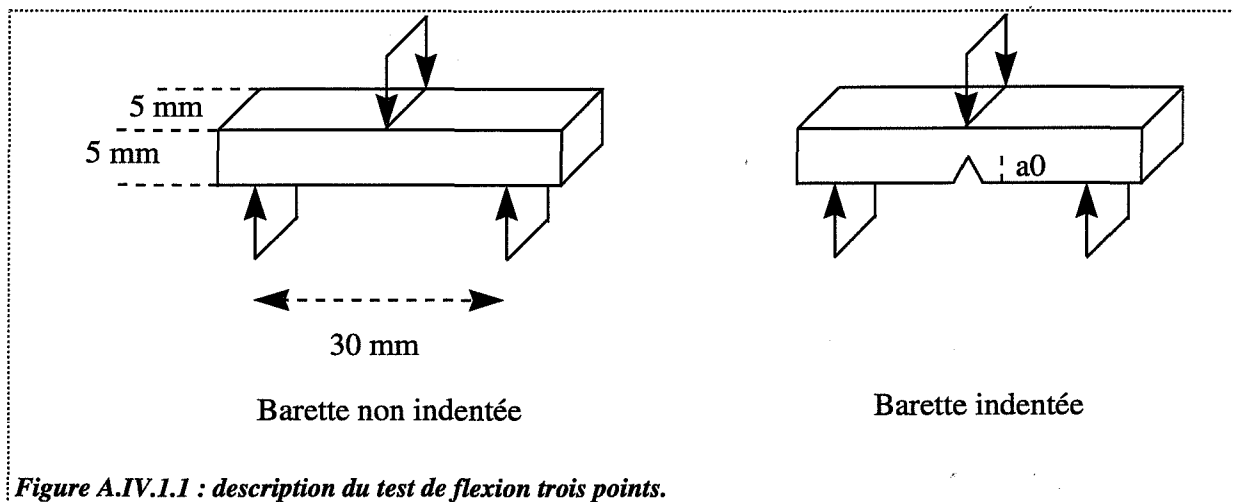 5 mm
5 mm
a0
30 mm
Barette non indentée
Barette indentée
Figure A.IV.1.1 : description du test de flexion trois points.